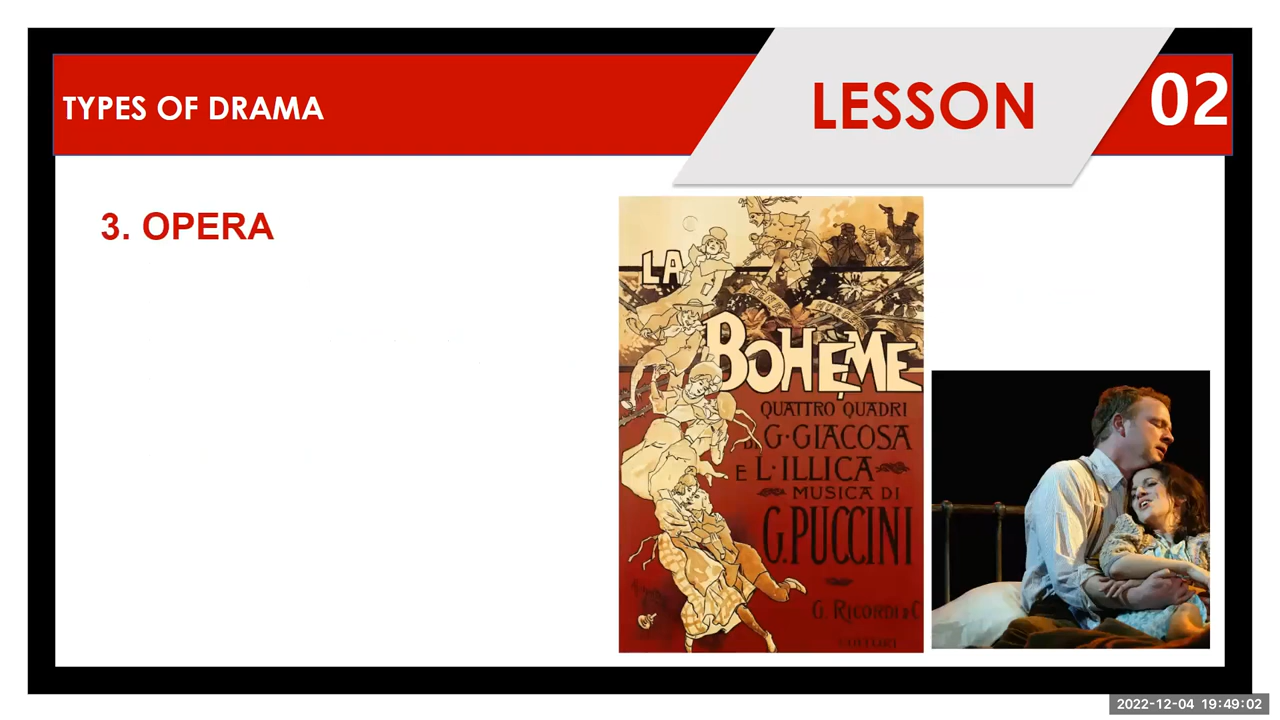 TYPES OF DRAMA
LESSON
02
3. OPERA
LA
BOHÈME
QUATTRO QUADRI
DI G. GIACOSA
E L. ILLICA
MUSICA DI
G. PUCCINI
G. RICORDI & C
EDITORI
2022-12-04 19:49:02